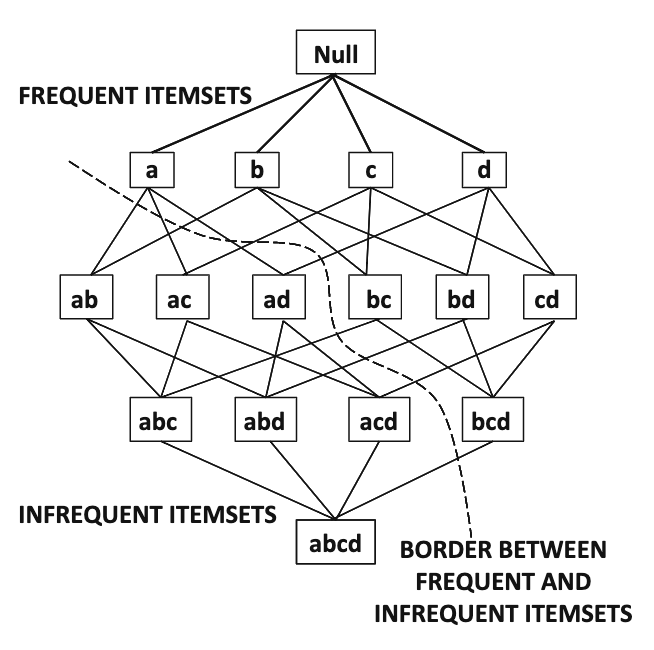 Null
FREQUENT ITEMSETS
a b c d
ab ac ad bc bd cd
abc abd acd bcd
INFREQUENT ITEMSETS
abcd
BORDER BETWEEN
FREQUENT AND
INFREQUENT ITEMSETS